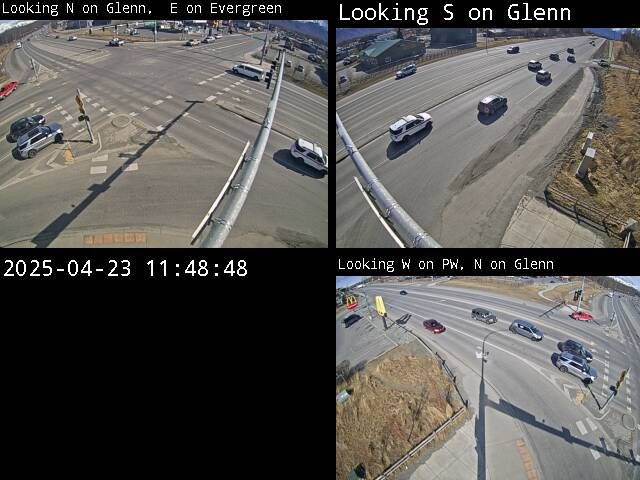 Looking N on Glenn,  E on Evergreen
Looking S on Glenn
2025-04-23 11:48:48
Looking W on PW, N on Glenn